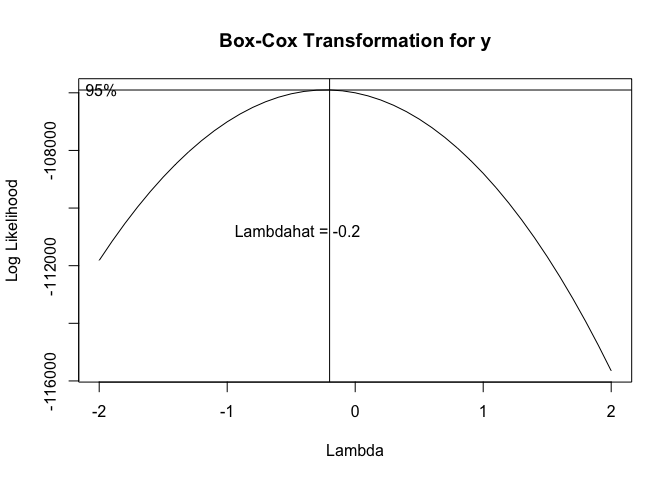 Box-Cox Transformation for y
95%
Log Likelihood
-108000
-112000
-116000
Lambdahat = -0.2
-2 -1 0 1 2
Lambda